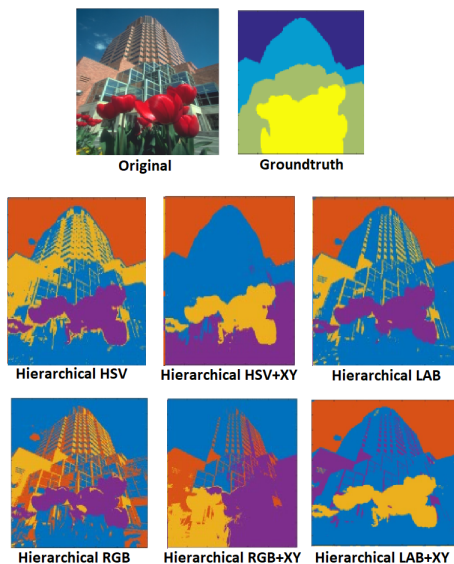 Original
Groundtruth
Hierarchical HSV
Hierarchical HSV+XY
Hierarchical LAB
Hierarchical RGB
Hierarchical RGB+XY
Hierarchical LAB+XY